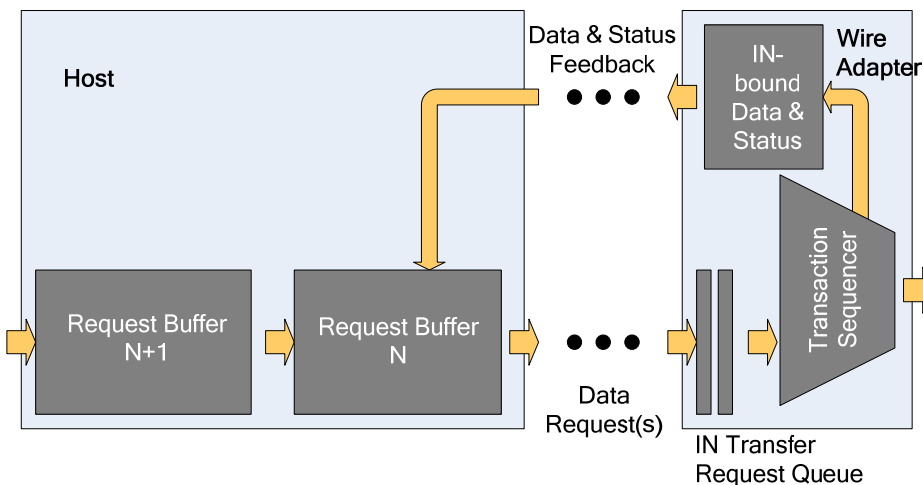 Host
Data & Status
Feedback
IN-
bound
Data &
Status
Wire
Adapter
Request Buffer
N+1
Request Buffer
N
Data
Request(s)
Transaction
Sequencer
IN Transfer
Request Queue